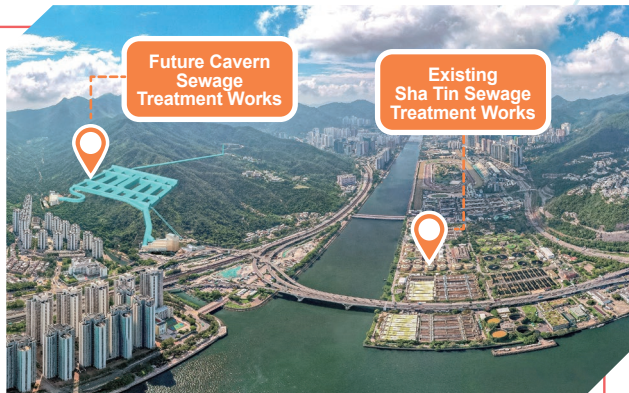 Future Cavern
Sewage
Treatment Works
Existing
Sha Tin Sewage
Treatment Works